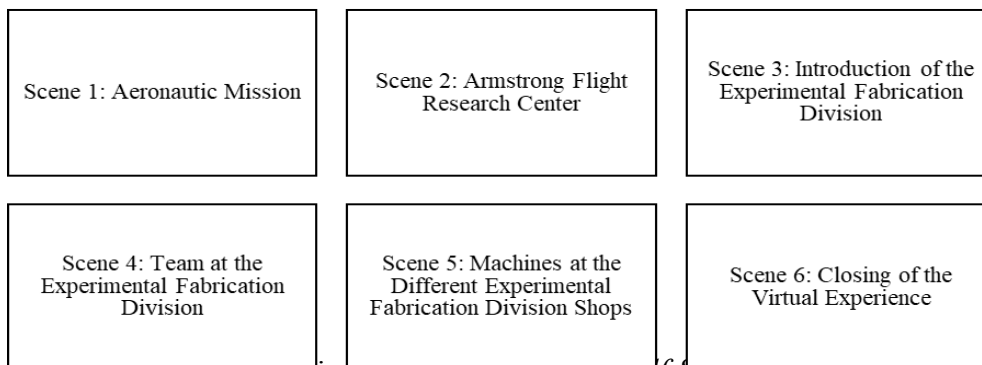 Scene 1: Aeronautic Mission
Scene 2: Armstrong Flight
Research Center
Scene 3: Introduction of the
Experimental Fabrication
Division
Scene 4: Team at the
Experimental Fabrication
Division
Scene 5: Machines at the
Different Experimental
Fabrication Division Shops
Scene 6: Closing of the
Virtual Experience